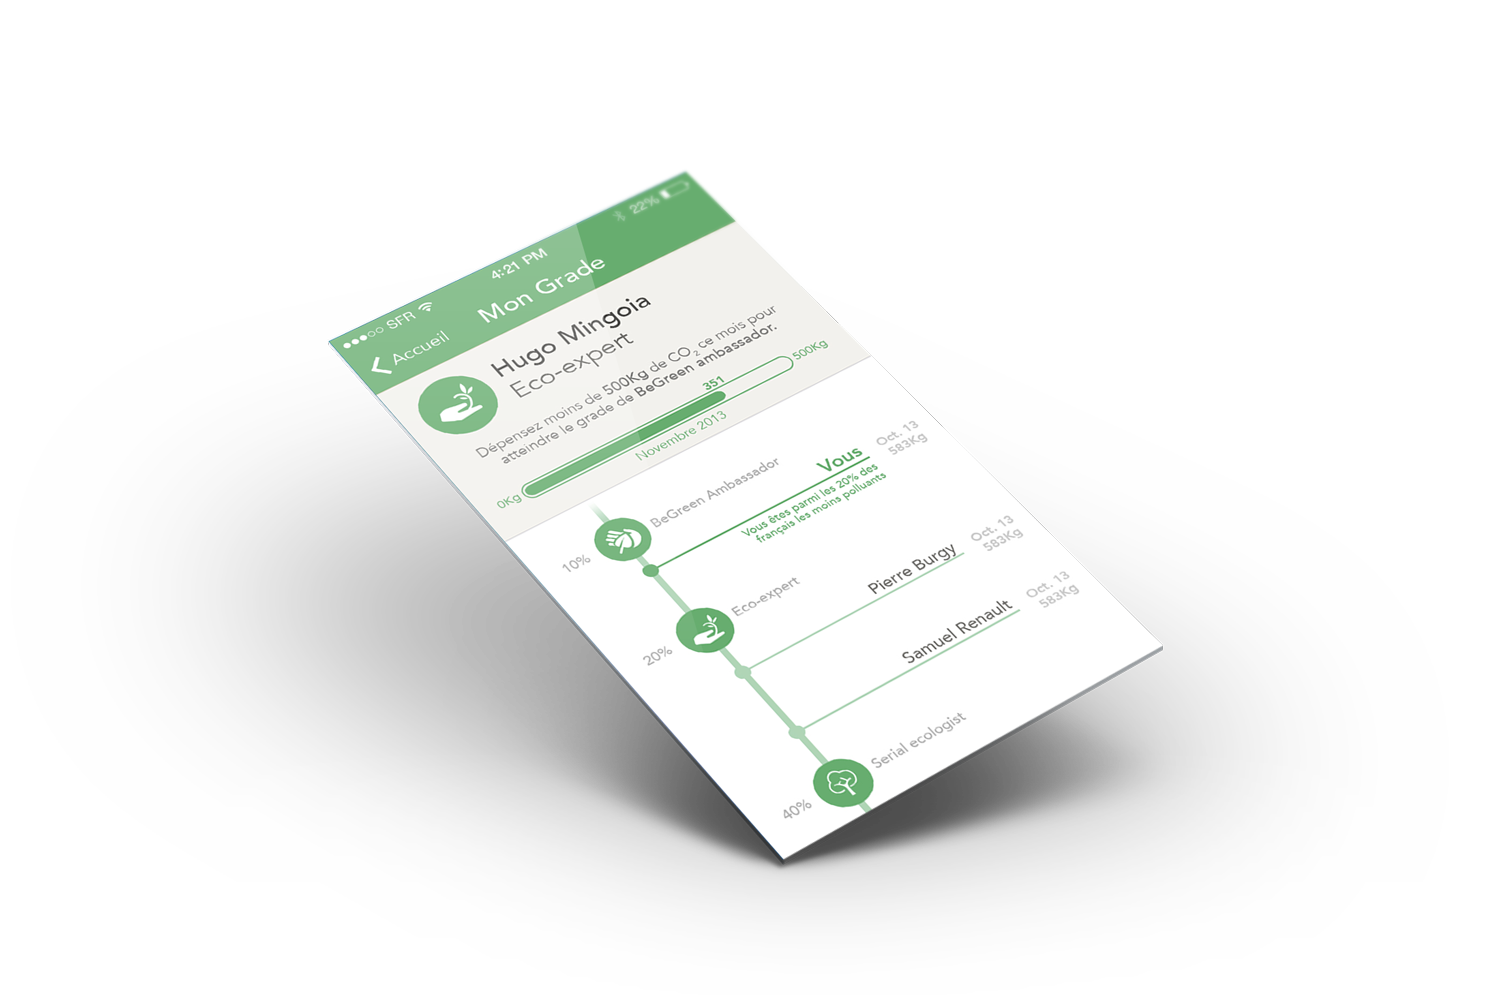 SFR
4:21 PM
22%
Accueil
Mon Grade
Hugo Mingoia
Eco-expert
Dépensez moins de 500Kg de CO₂ ce mois pour
atteindre le grade de BeGreen ambassador.
351
0Kg
500Kg
Novembre 2013
BeGreen Ambassador
10%
Vous
Oct. 13
583Kg
Vous êtes parmi les 20% des
français les moins polluants
Eco-expert
20%
Pierre Burgy
Oct. 13
583Kg
Samuel Renault
Oct. 13
583Kg
Serial ecologist
40%